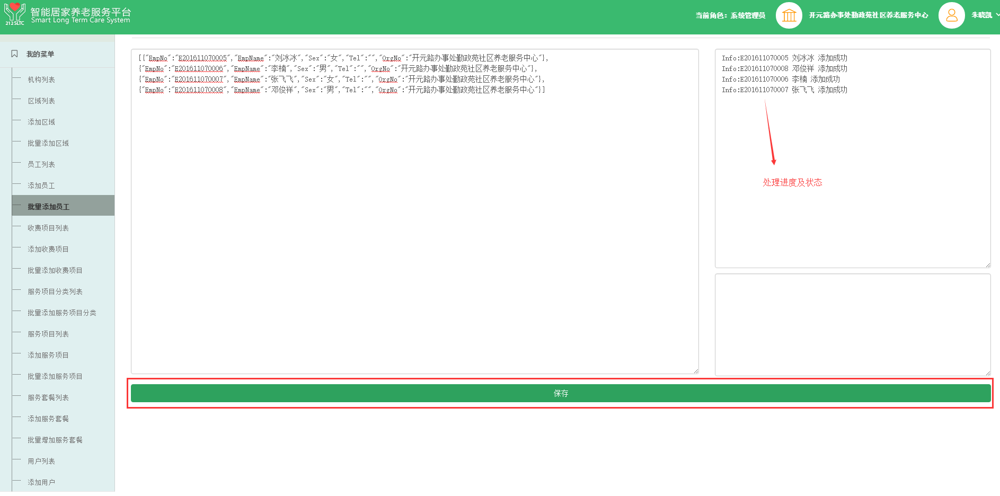 智能居家养老服务平台
Smart Long Term Care System
212SLTC
当前角色：系统管理员
开元路办事处勤政苑社区养老服务中心
朱晓凯
我的菜单
机构列表
区域列表
添加区域
批量添加区域
员工列表
添加员工
批量添加员工
收费项目列表
添加收费项目
批量添加收费项目
服务项目分类列表
批量添加服务项目分类
服务项目列表
添加服务项目
批量添加服务项目
服务套餐列表
添加服务套餐
批量增加服务套餐
用户列表
添加用户
[{"EmpNo":"E201611070005","EmpName":"刘冰冰","Sex":"女","Tel":"","OrgNo":"开元路办事处勤政苑社区养老服务中心"},
{"EmpNo":"E201611070006","EmpName":"李楠","Sex":"男","Tel":"","OrgNo":"开元路办事处勤政苑社区养老服务中心"},
{"EmpNo":"E201611070007","EmpName":"张飞飞","Sex":"女","Tel":"","OrgNo":"开元路办事处勤政苑社区养老服务中心"},
{"EmpNo":"E201611070008","EmpName":"邓俊祥","Sex":"男","Tel":"","OrgNo":"开元路办事处勤政苑社区养老服务中心"}]
Info:E201611070005 刘冰冰 添加成功
Info:E201611070008 邓俊祥 添加成功
Info:E201611070006 李楠 添加成功
Info:E201611070007 张飞飞 添加成功
处理进度及状态
保存